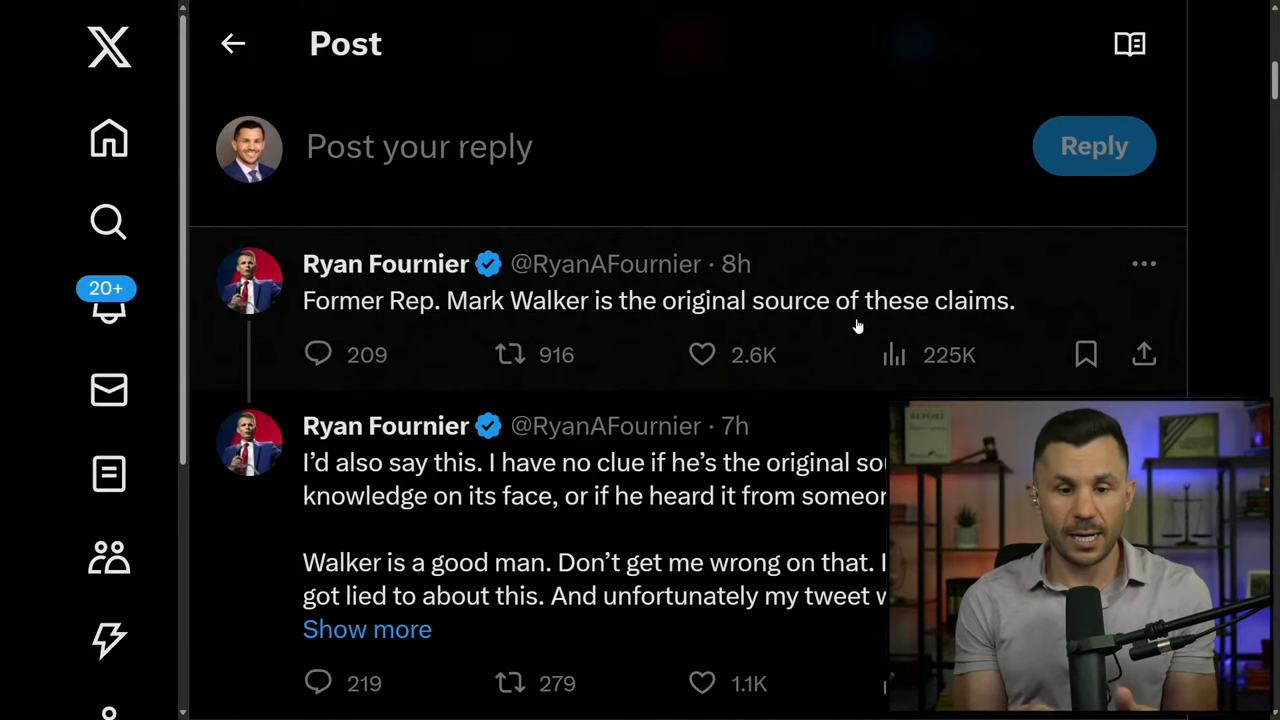 Post
Post your reply
Reply
20+
Ryan Fournier @RyanAFournier · 8h
Former Rep. Mark Walker is the original source of these claims.
209 916 2.6K 225K
Ryan Fournier @RyanAFournier · 7h
I’d also say this. I have no clue if he’s the original
knowledge on its face, or if he heard it from
Walker is a good man. Don’t get me wrong on that.
got lied to about this. And unfortunately my tweet
Show more
219 279 1.1K